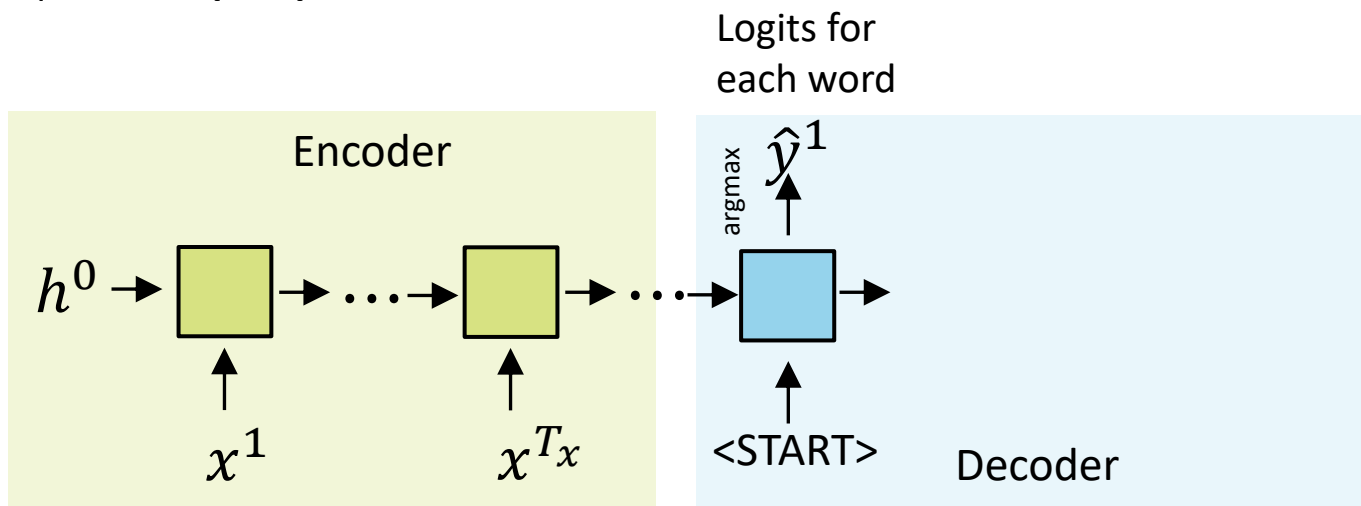 Logits for
each word
Encoder
argmax
ŷ¹
h⁰
...
...
x¹
x^{T_x}
<START>
Decoder